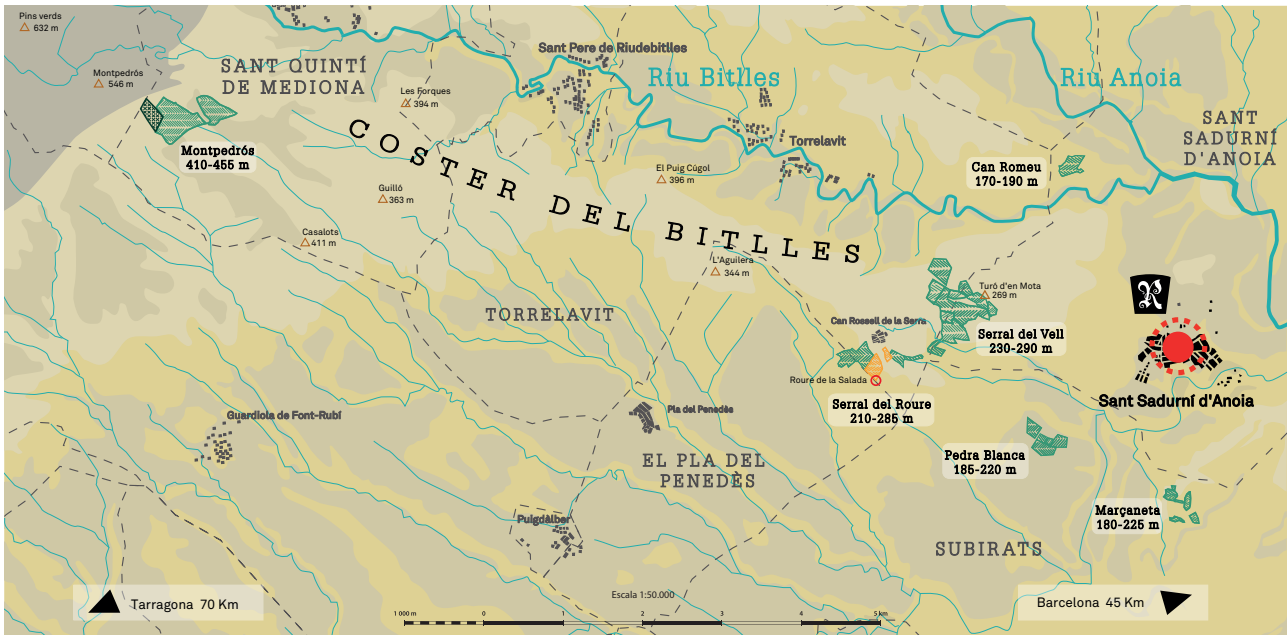 Pins verds
632 m
Montpedrós
546 m
SANT QUINTÍ
DE MEDIONA
Les Forques
394 m
Sant Pere de Riudebitlles
Riu Bitlles
Riu Anoia
SANT
SADURNÍ
D'ANOIA
Montpedrós
410-455 m
COSTER DEL BITLLES
Torrelavit
El Puig Cúgol
396 m
Can Romeu
170-190 m
Guilló
363 m
Casalots
411 m
L'Aguilera
344 m
Turó d'en Mota
269 m
R
TORRELAVIT
Can Rossell de la Serra
Serral del Vell
230-290 m
Roure de la Salada
Serral del Roure
210-285 m
Sant Sadurní d'Anoia
Guardiola de Font-Rubí
Pla del Penedès
EL PLA DEL
PENEDÈS
Pedra Blanca
185-220 m
Marçaneta
180-225 m
Puigdàlber
SUBIRATS
Tarragona 70 Km
Escala 1:50.000
1 000 m 0 1 2 3 4 5 km
Barcelona 45 Km